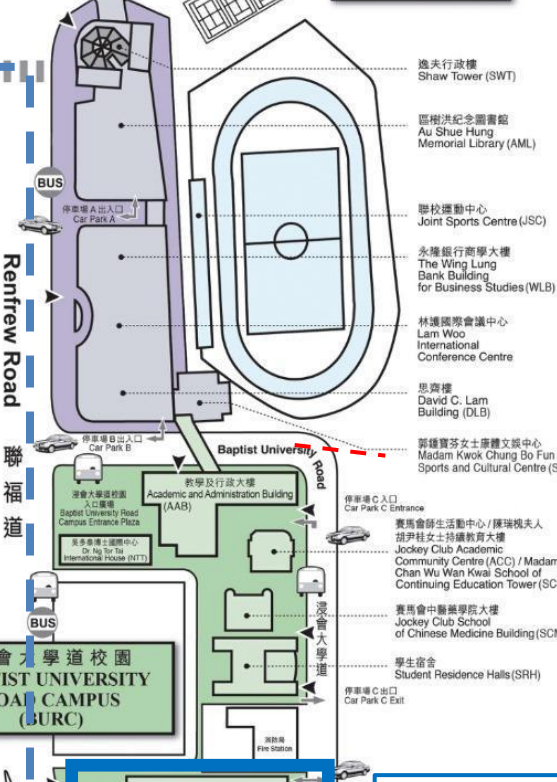 逸夫行政樓
Shaw Tower (SWT)
區樹洪紀念圖書館
Au Shue Hung
Memorial Library (AML)
BUS
停車場A出入口
Car Park A
聯校運動中心
Joint Sports Centre (JSC)
永隆銀行商學大樓
The Wing Lung
Bank Building
for Business Studies (WLB)
Renfrew Road
聯福道
林護國際會議中心
Lam Woo
International
Conference Centre
思齊樓
David C. Lam
Building (DLB)
停車場B出入口
Car Park B
郭鍾寶芬女士康體文娛中心
Madam Kwok Chung Bo Fun
Sports and Cultural Centre (S
Baptist University Road
教學及行政大樓
Academic and Administration Building
(AAB)
浸會大學道校園
入口廣場
Baptist University Road
Campus Entrance Plaza
吳多泰博士國際中心
Dr. Ng Tor Tai
International House (NTT)
停車場C入口
Car Park C Entrance
賽馬會師生活動中心 / 陳瑞槐夫人
胡尹桂女士持續教育大樓
Jockey Club Academic
Community Centre (ACC) / Madam
Chan Wu Wan Kwai School of
Continuing Education Tower (SC
浸會大學道
賽馬會中醫藥學院大樓
Jockey Club School
of Chinese Medicine Building (SCM
BUS
學生宿舍
Student Residence Halls (SRH)
會大學道校園
IST UNIVERSITY
OAD CAMPUS
(BURC)
停車場C出口
Car Park C Exit
消防局
Fire Station